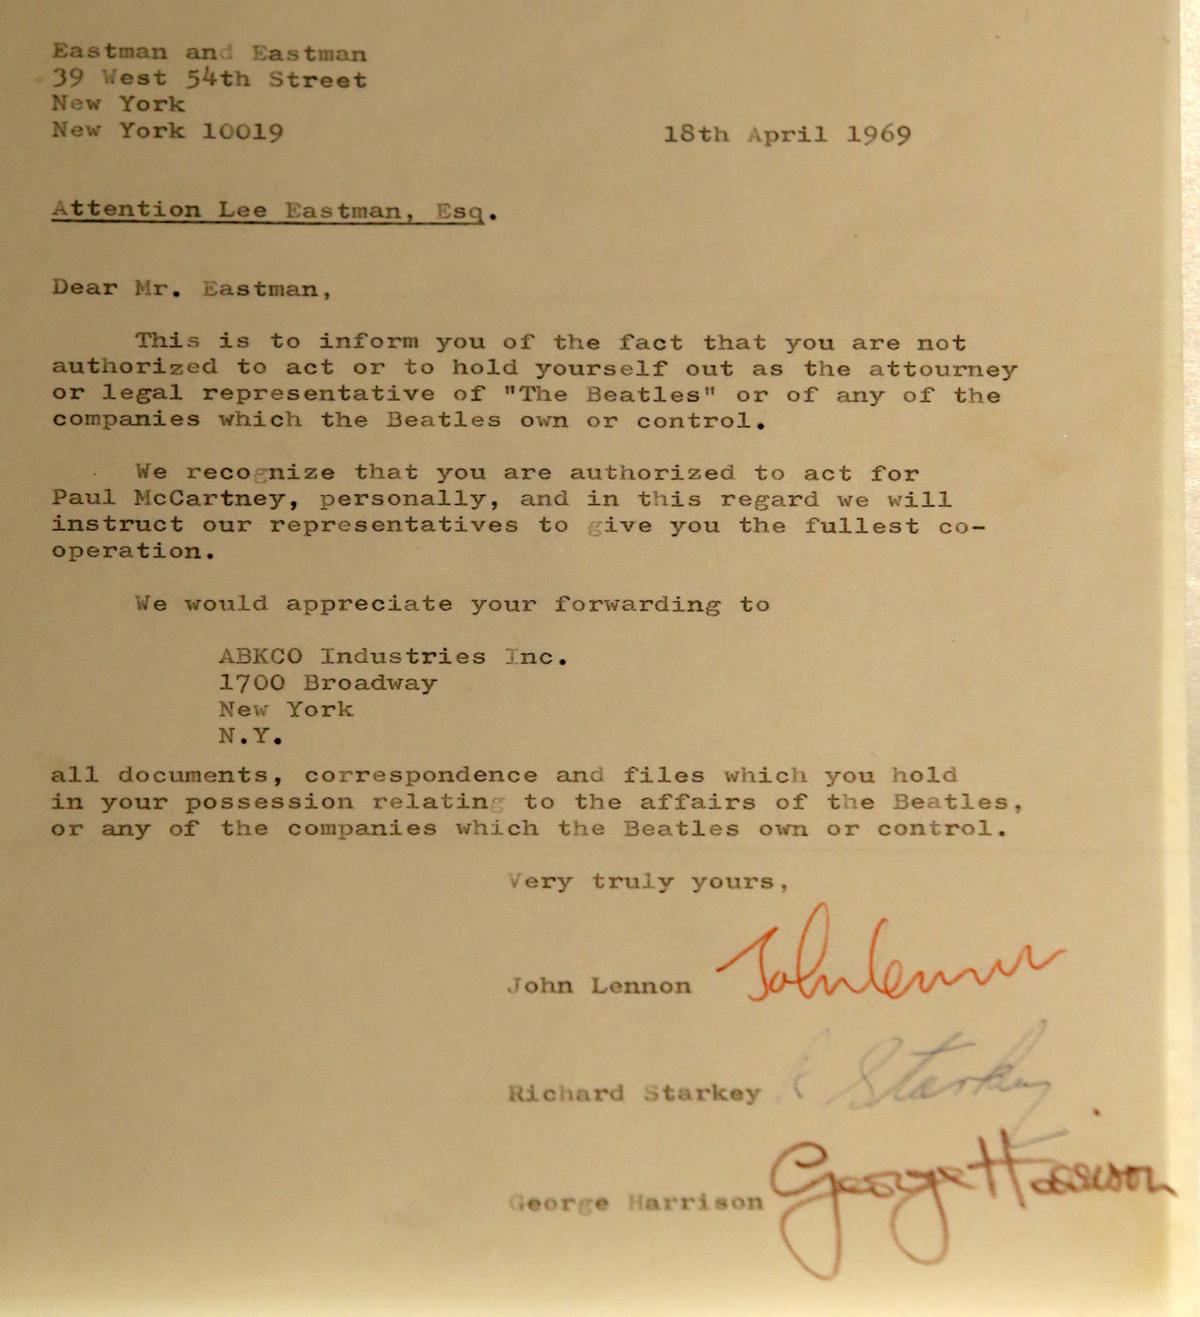 Eastman and Eastman
39 West 54th Street
New York
New York 10019
18th April 1969
Attention Lee Eastman, Esq.
Dear Mr. Eastman,
This is to inform you of the fact that you are not
authorized to act or to hold yourself out as the attourney
or legal representative of "The Beatles" or of any of the
companies which the Beatles own or control.
We recognize that you are authorized to act for
Paul McCartney, personally, and in this regard we will
instruct our representatives to give you the fullest co-
operation.
We would appreciate your forwarding to
ABKCO Industries Inc.
1700 Broadway
New York
N.Y.
all documents, correspondence and files which you hold
in your possession relating to the affairs of the Beatles,
or any of the companies which the Beatles own or control.
Very truly yours,
John Lennon John Lennon
Richard Starkey R Starkey
George Harrison George Harrison